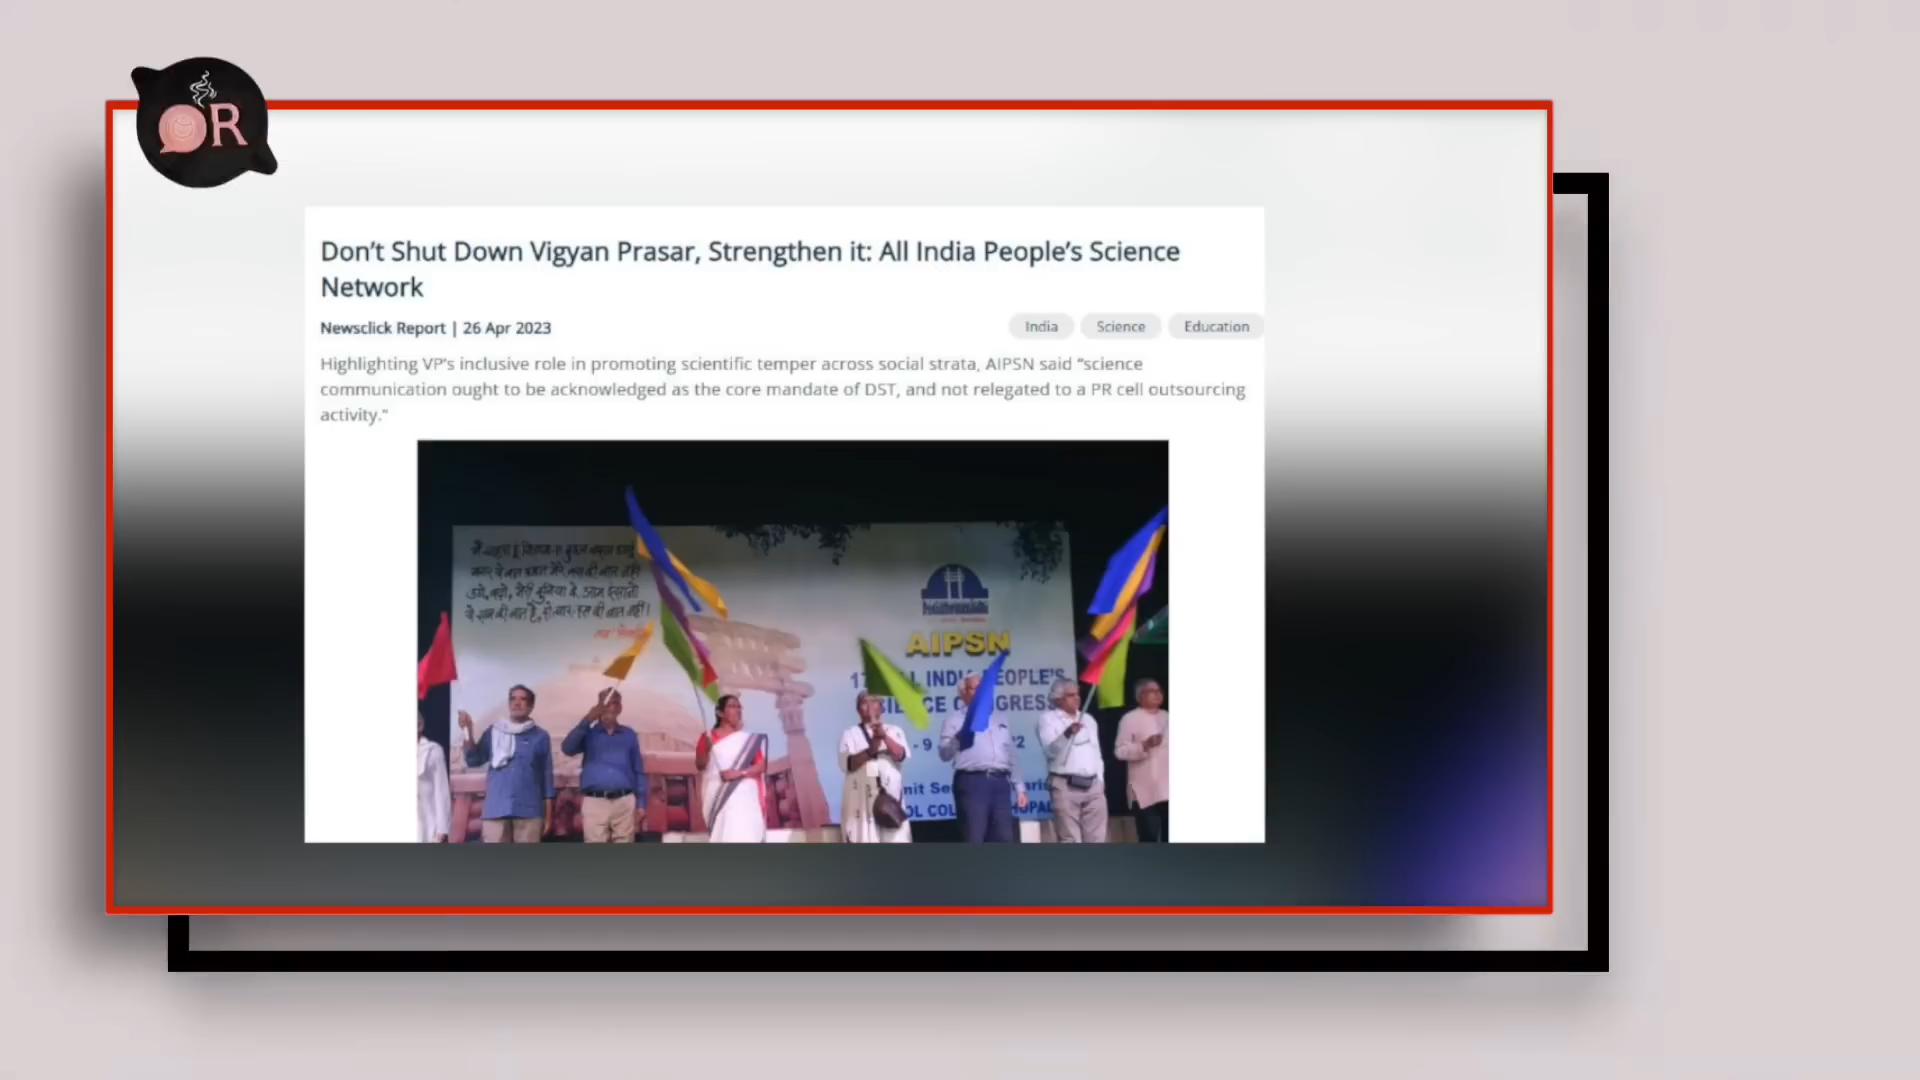 R
Don’t Shut Down Vigyan Prasar, Strengthen it: All India People’s Science
Network
Newsclick Report | 26 Apr 2023
India Science Education
Highlighting VP’s inclusive role in promoting scientific temper across social strata, AIPSN said “science
communication ought to be acknowledged as the core mandate of DST, and not relegated to a PR cell outsourcing
activity.”
AIPSN